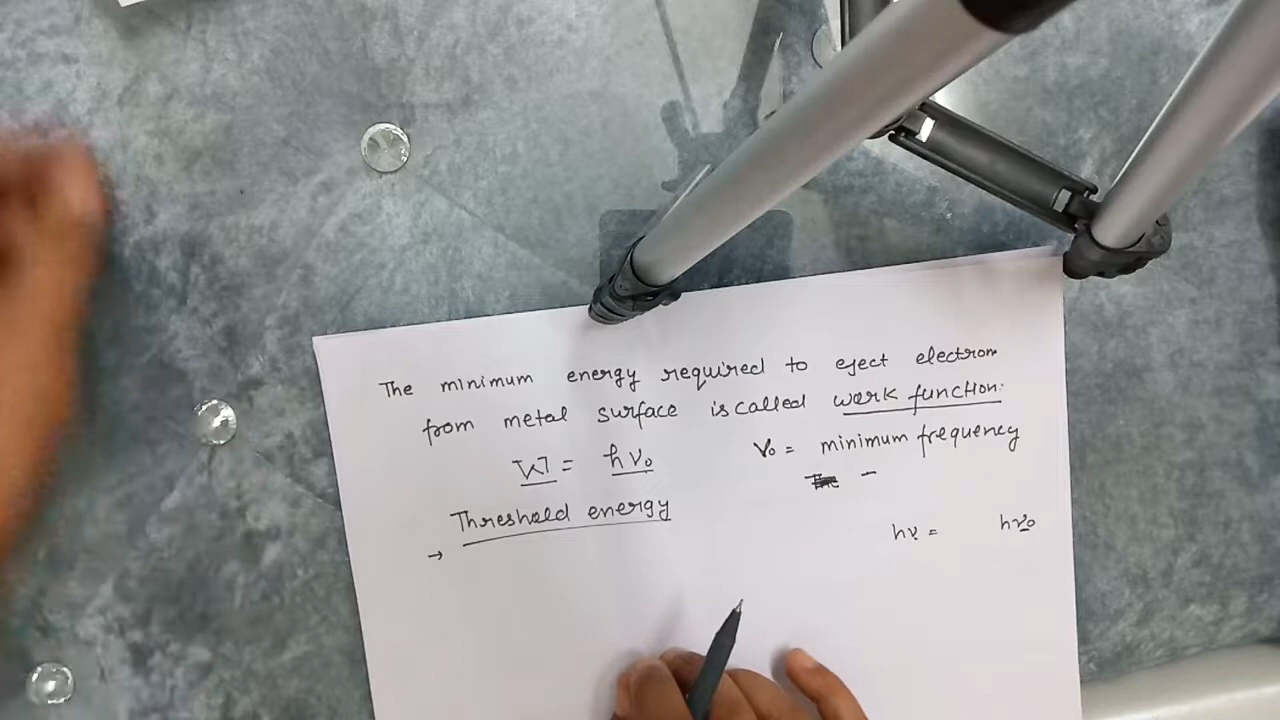 The minimum energy required to eject electron
from metal surface is called work function.
W = hν₀ ν₀ = minimum frequency
Threshold energy
→
hν = hν₀